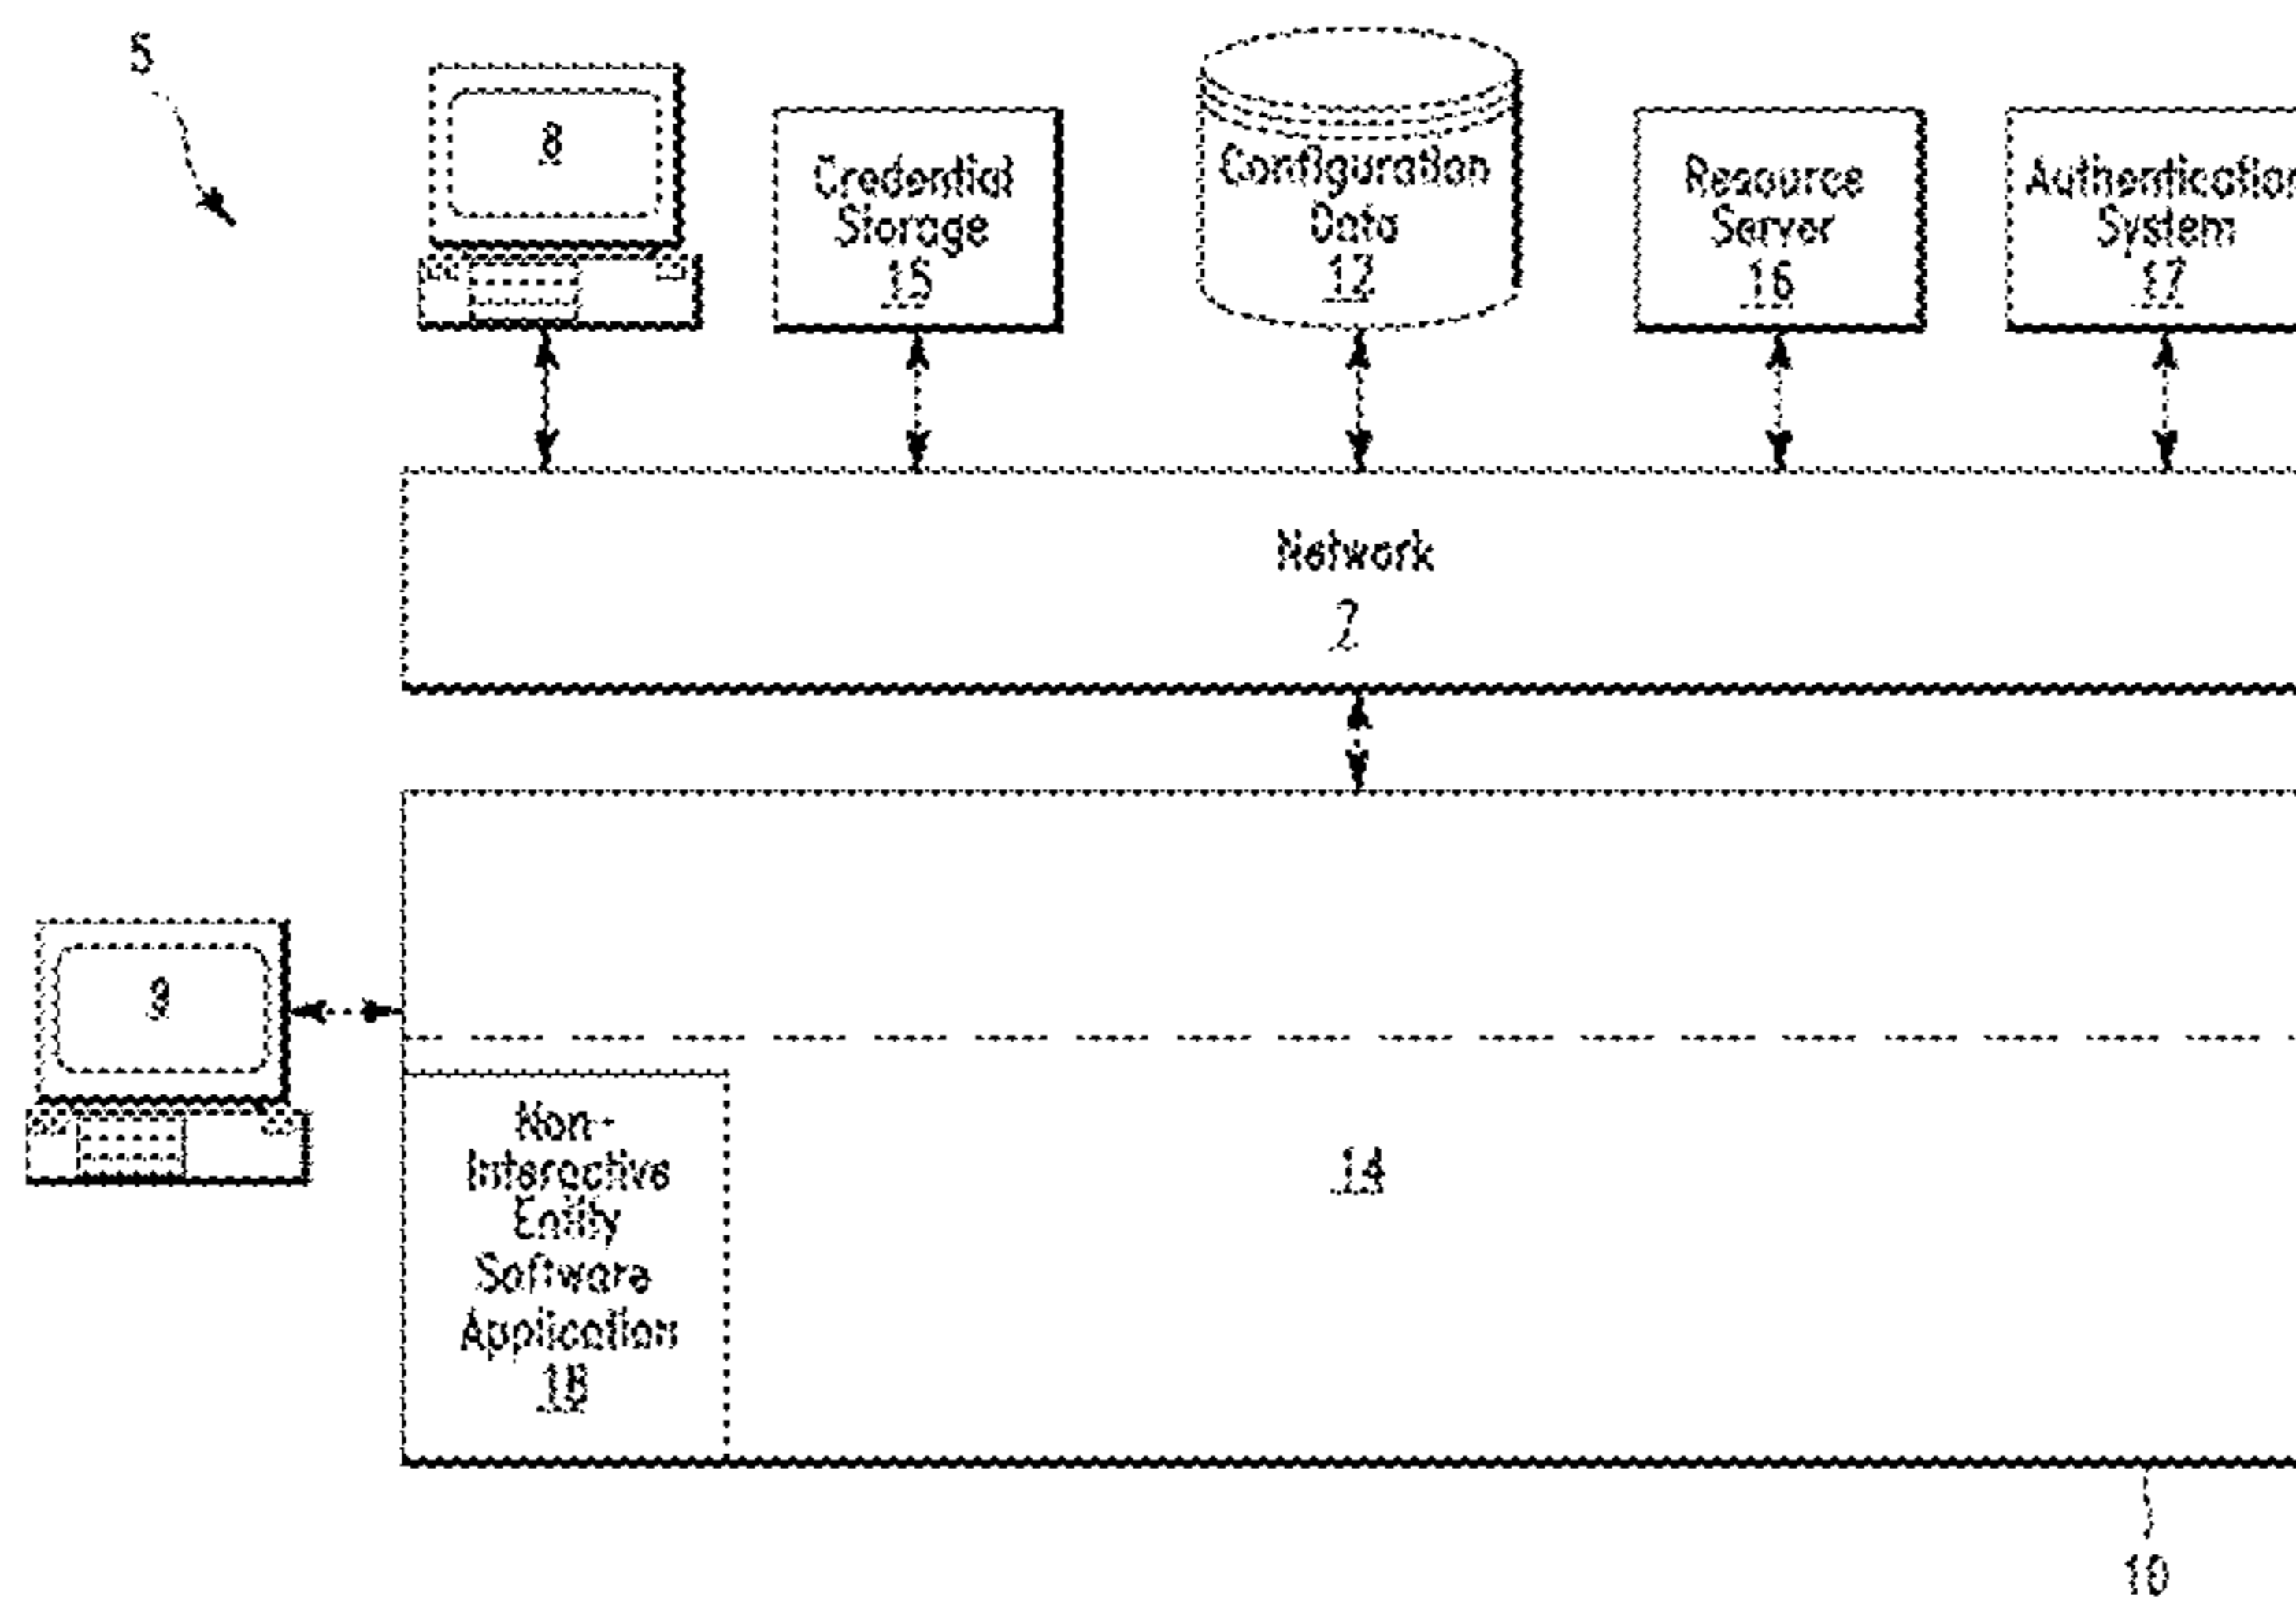 5
8
Credential
Storage
15
Configuration
Data
12
Resource
Server
16
Authentication
System
17
Network
2
9
Non-
Interactive
Entity
Software
Application
18
14
10